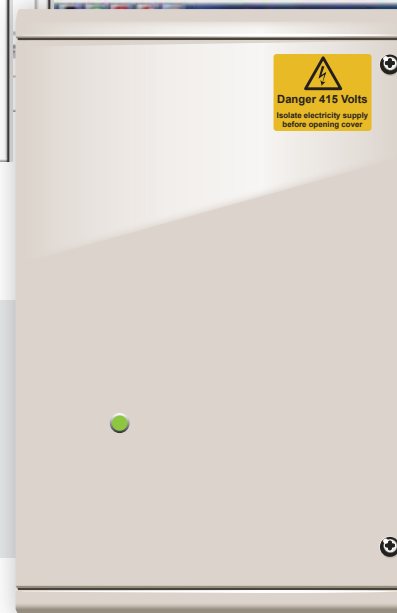 Danger 415 Volts
Isolate electricity supply
before opening cover